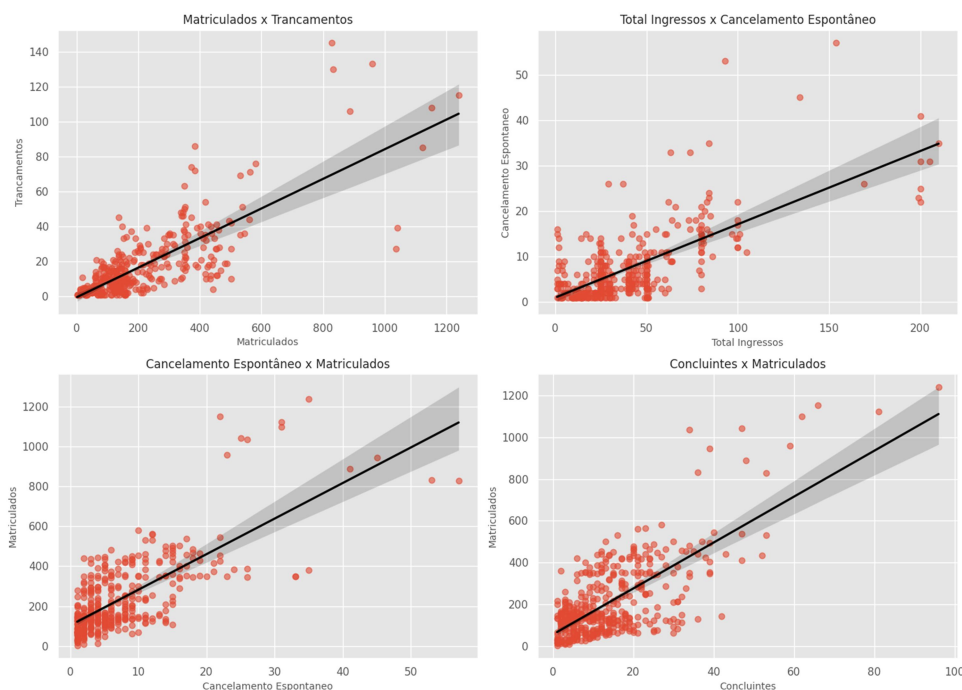 Matriculados x Trancamentos
140
120
100
80
60
40
20
0
Trancamentos
0 200 400 600 800 1000 1200
Matriculados
Total Ingressos x Cancelamento Espontâneo
50
40
30
20
10
0
Cancelamento Espontaneo
0 50 100 150 200
Total Ingressos
Cancelamento Espontâneo x Matriculados
1200
1000
800
600
400
200
0
Matriculados
0 10 20 30 40 50
Cancelamento Espontaneo
Concluintes x Matriculados
1200
1000
800
600
400
200
0
Matriculados
0 20 40 60 80 100
Concluintes